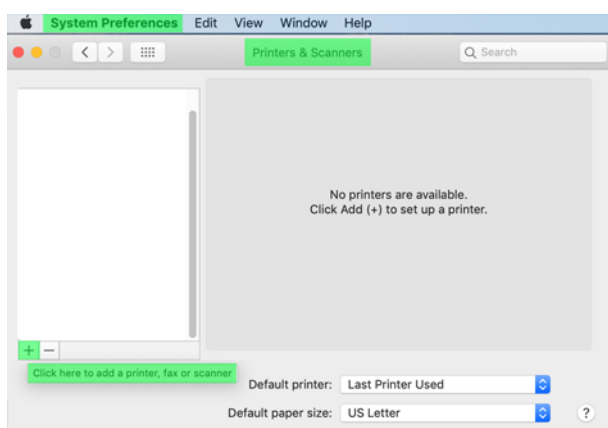 System Preferences Edit View Window Help
Printers & Scanners
Search
No printers are available.
Click Add (+) to set up a printer.
+ −
Click here to add a printer, fax or scanner
Default printer: Last Printer Used
Default paper size: US Letter
?